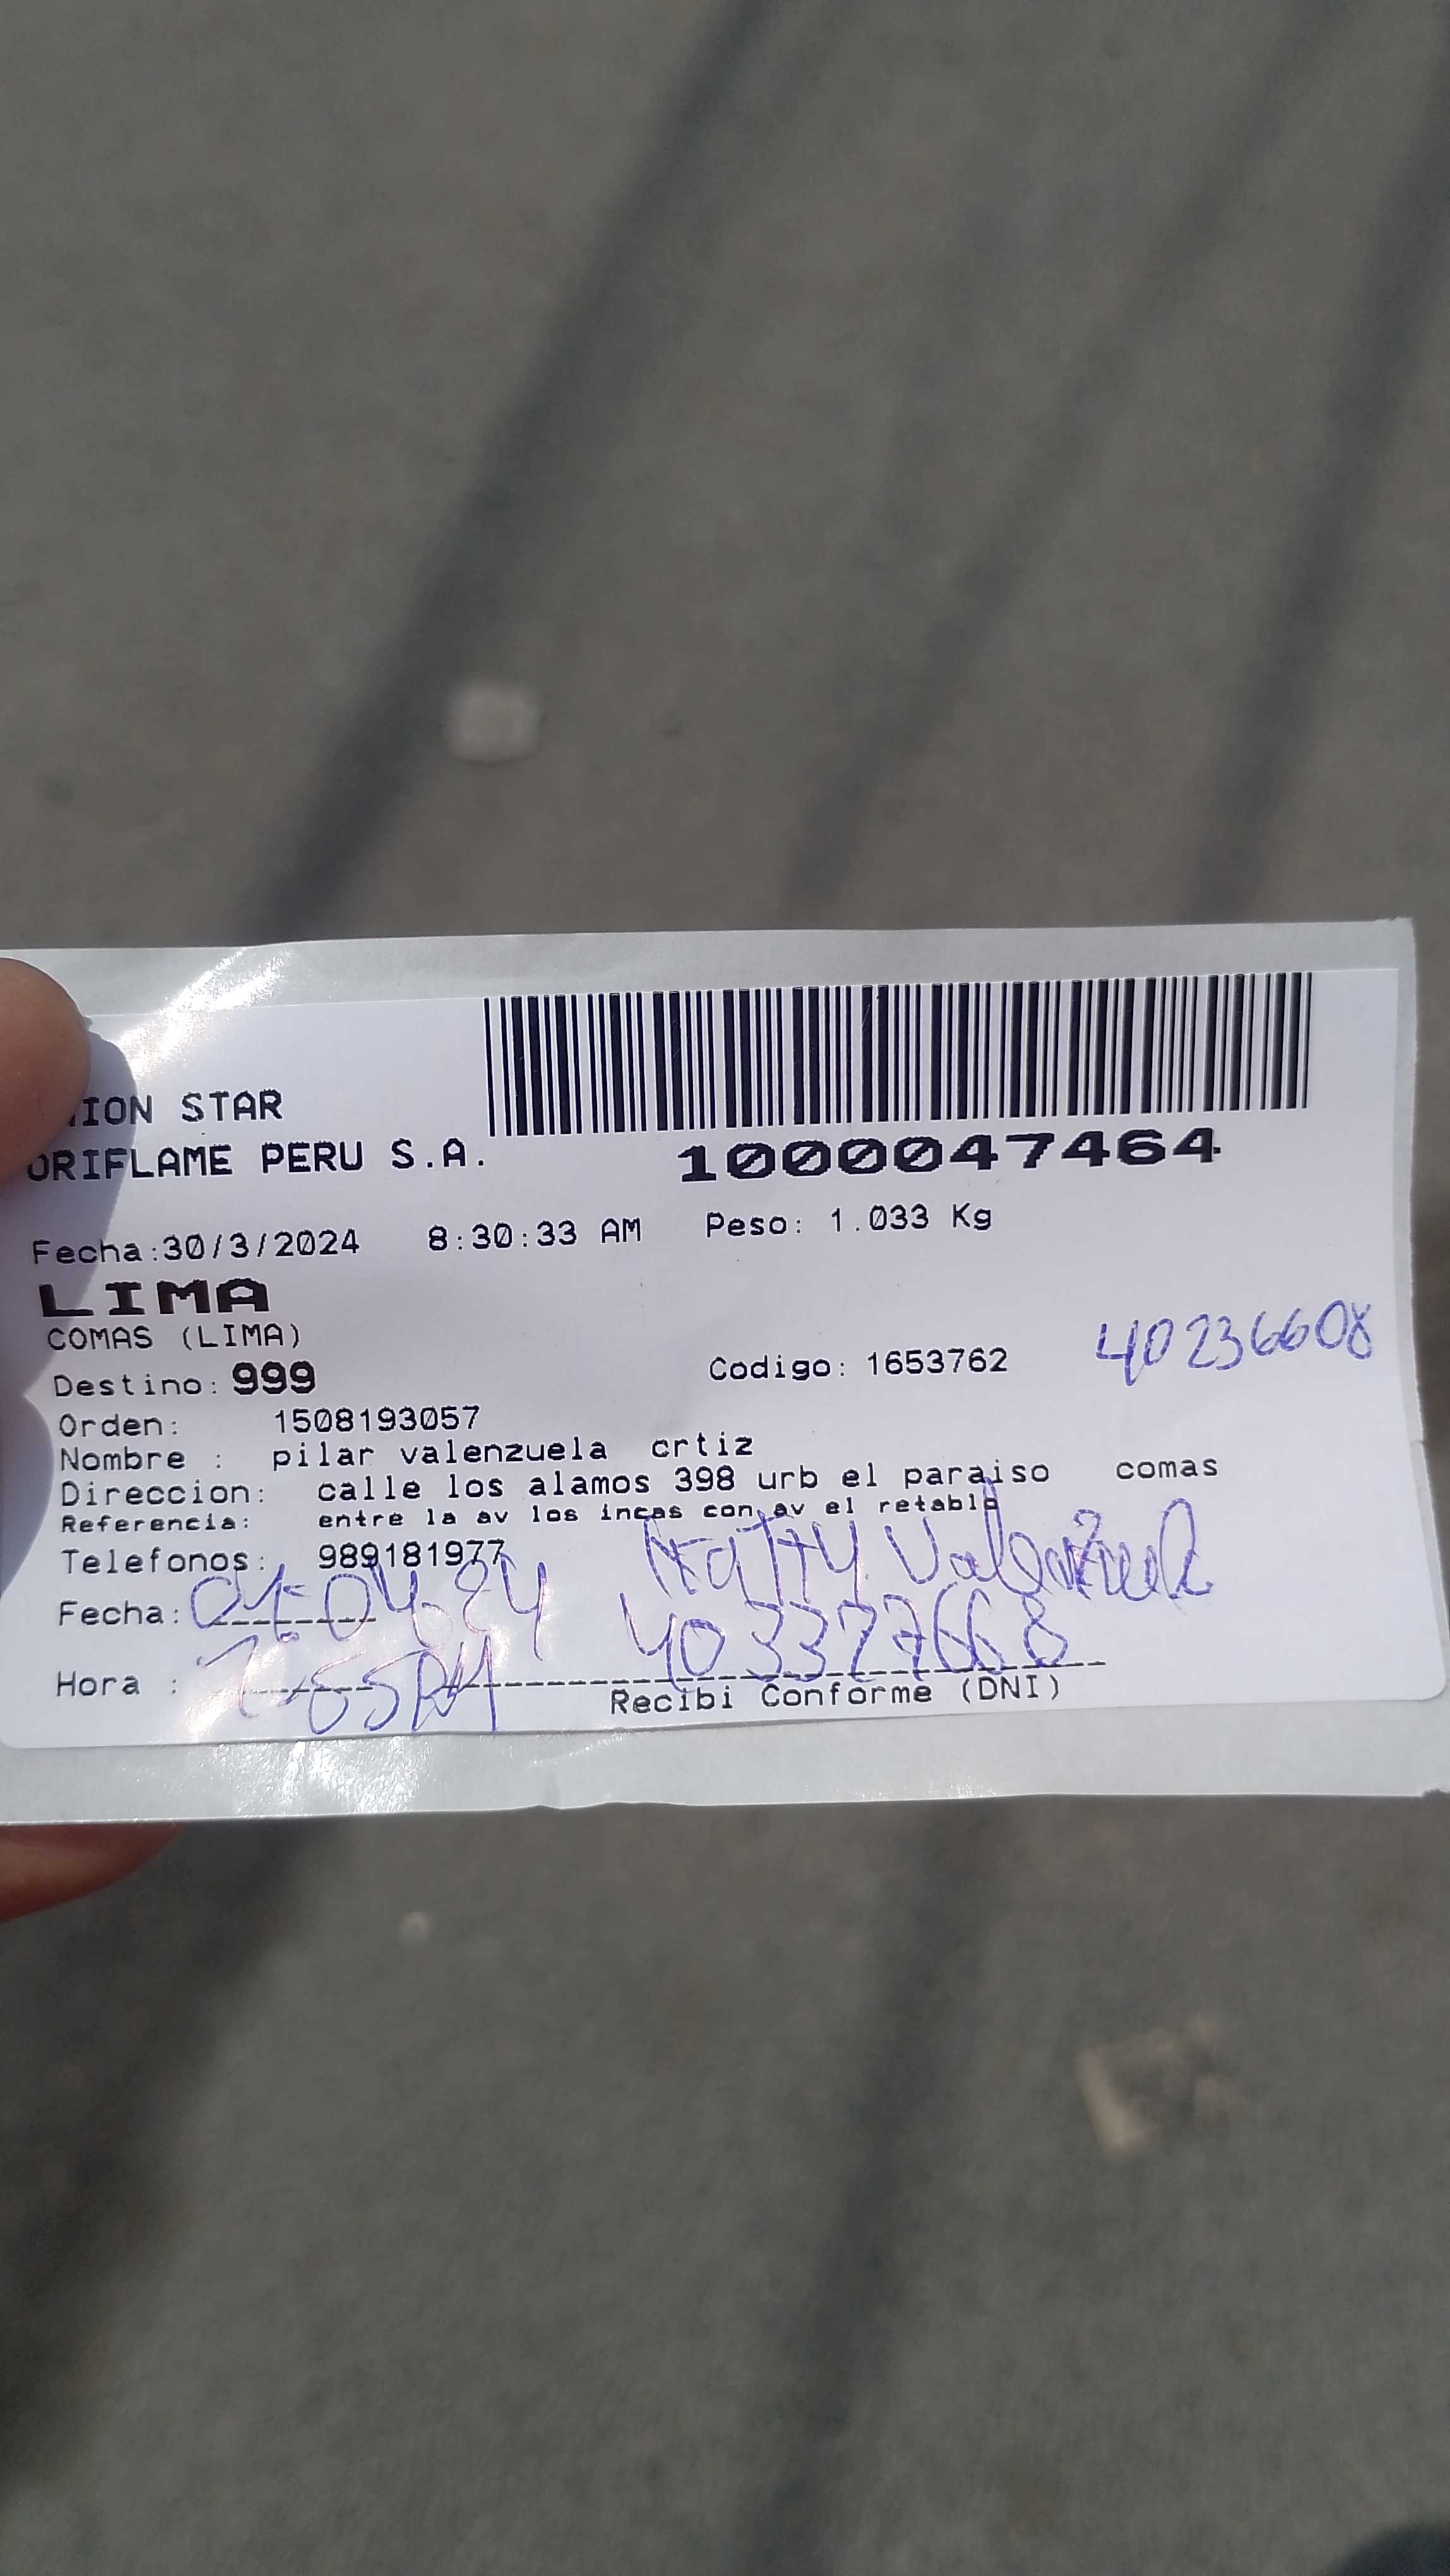 ION STAR
ORIFLAME PERU S.A.
1000047464
Fecha:30/3/2024 8:30:33 AM Peso: 1.033 Kg
LIMA
COMAS (LIMA)
40236608
Destino: 999 Codigo: 1653762
Orden: 1508193057
Nombre : pilar valenzuela crtiz
Direccion: calle los alamos 398 urb el paraiso comas
Referencia: entre la av los incas con av el retablo
Telefonos: 989181977
Fecha: 01-04-24
Hora :
Recibi Conforme (DNI)